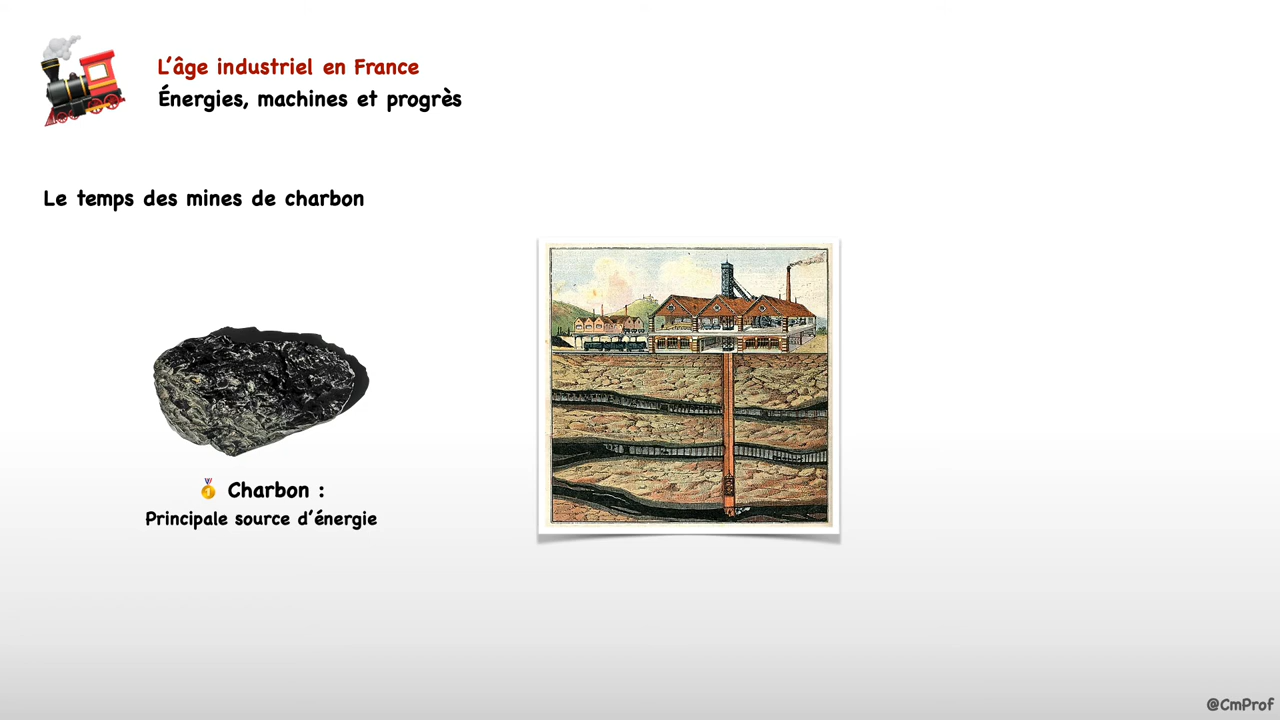 L'âge industriel en France
Énergies, machines et progrès
Le temps des mines de charbon
Charbon :
Principale source d'énergie
@CmProf